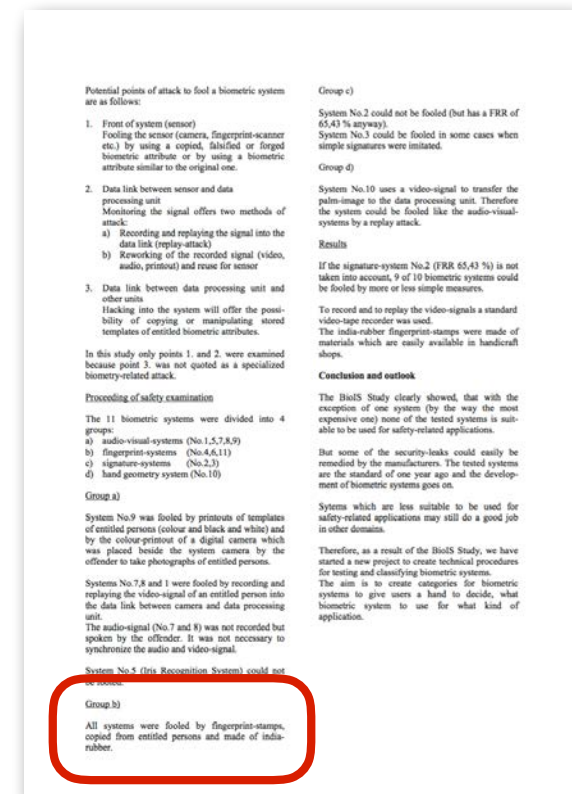 Potential points of attack to fool a biometric system
are as follows:
1. Front of system (sensor)
Fooling the sensor (camera, fingerprint-scanner
etc.) by using a copied, falsified or forged
biometric attribute or by using a biometric
attribute similar to the original one.
2. Data link between sensor and data
processing unit
Monitoring the signal offers two methods of
attack:
a) Recording and replaying the signal into the
data link (replay-attack)
b) Reworking of the recorded signal (video,
audio, printout) and reuse for sensor
3. Data link between data processing unit and
other units
Hacking into the system will offer the possi-
bility of copying or manipulating stored
templates of entitled biometric attributes.
In this study only points 1. and 2. were examined
because point 3. was not quoted as a specialized
biometry-related attack.
Proceeding of safety examination
The 11 biometric systems were divided into 4
groups:
a) audio-visual-systems (No.1,5,7,8,9)
b) fingerprint-systems (No.4,6,11)
c) signature-systems (No.2,3)
d) hand geometry system (No.10)
Group a)
System No.9 was fooled by printouts of templates
of entitled persons (colour and black and white) and
by the colour-printout of a digital camera which
was placed beside the system camera by the
offender to take photographs of entitled persons.
Systems No.7,8 and 1 were fooled by recording and
replaying the video-signal of an entitled person into
the data link between camera and data processing
unit.
The audio-signal (No.7 and 8) was not recorded but
spoken by the offender. It was not necessary to
synchronize the audio and video-signal.
System No.5 (Iris Recognition System) could not
be fooled.
Group b)
All systems were fooled by fingerprint-stamps,
copied from entitled persons and made of india-
rubber.
Group c)
System No.2 could not be fooled (but has a FRR of
65,43 % anyway).
System No.3 could be fooled in some cases when
simple signatures were imitated.
Group d)
System No.10 uses a video-signal to transfer the
palm-image to the data processing unit. Therefore
the system could be fooled like the audio-visual-
systems by a replay attack.
Results
If the signature-system No.2 (FRR 65,43 %) is not
taken into account, 9 of 10 biometric systems could
be fooled by more or less simple measures.
To record and to replay the video-signals a standard
video-tape recorder was used.
The india-rubber fingerprint-stamps were made of
materials which are easily available in handicraft
shops.
Conclusion and outlook
The BioIS Study clearly showed, that with the
exception of one system (by the way the most
expensive one) none of the tested systems is suit-
able to be used for safety-related applications.
But some of the security-leaks could easily be
remedied by the manufacturers. The tested systems
are the standard of one year ago and the develop-
ment of biometric systems goes on.
Sytems which are less suitable to be used for
safety-related applications may still do a good job
in other domains.
Therefore, as a result of the BioIS Study, we have
started a new project to create technical procedures
for testing and classifying biometric systems.
The aim is to create categories for biometric
systems to give users a hand to decide, what
biometric system to use for what kind of
application.